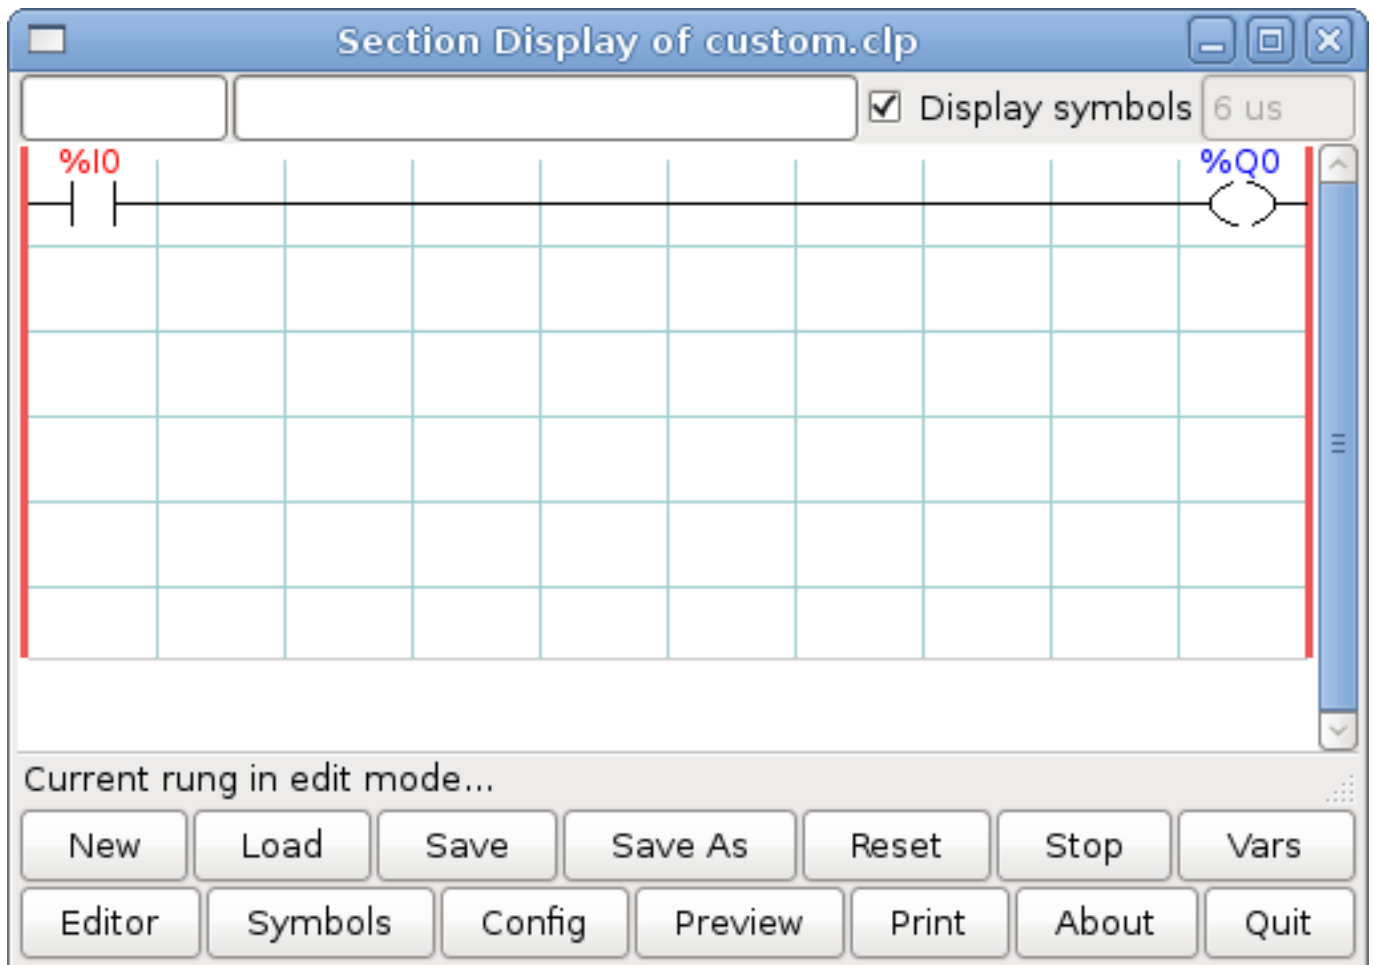 Section Display of custom.clp
Display symbols 6 us
%I0 %Q0
Current rung in edit mode...
New Load Save Save As Reset Stop Vars
Editor Symbols Config Preview Print About Quit